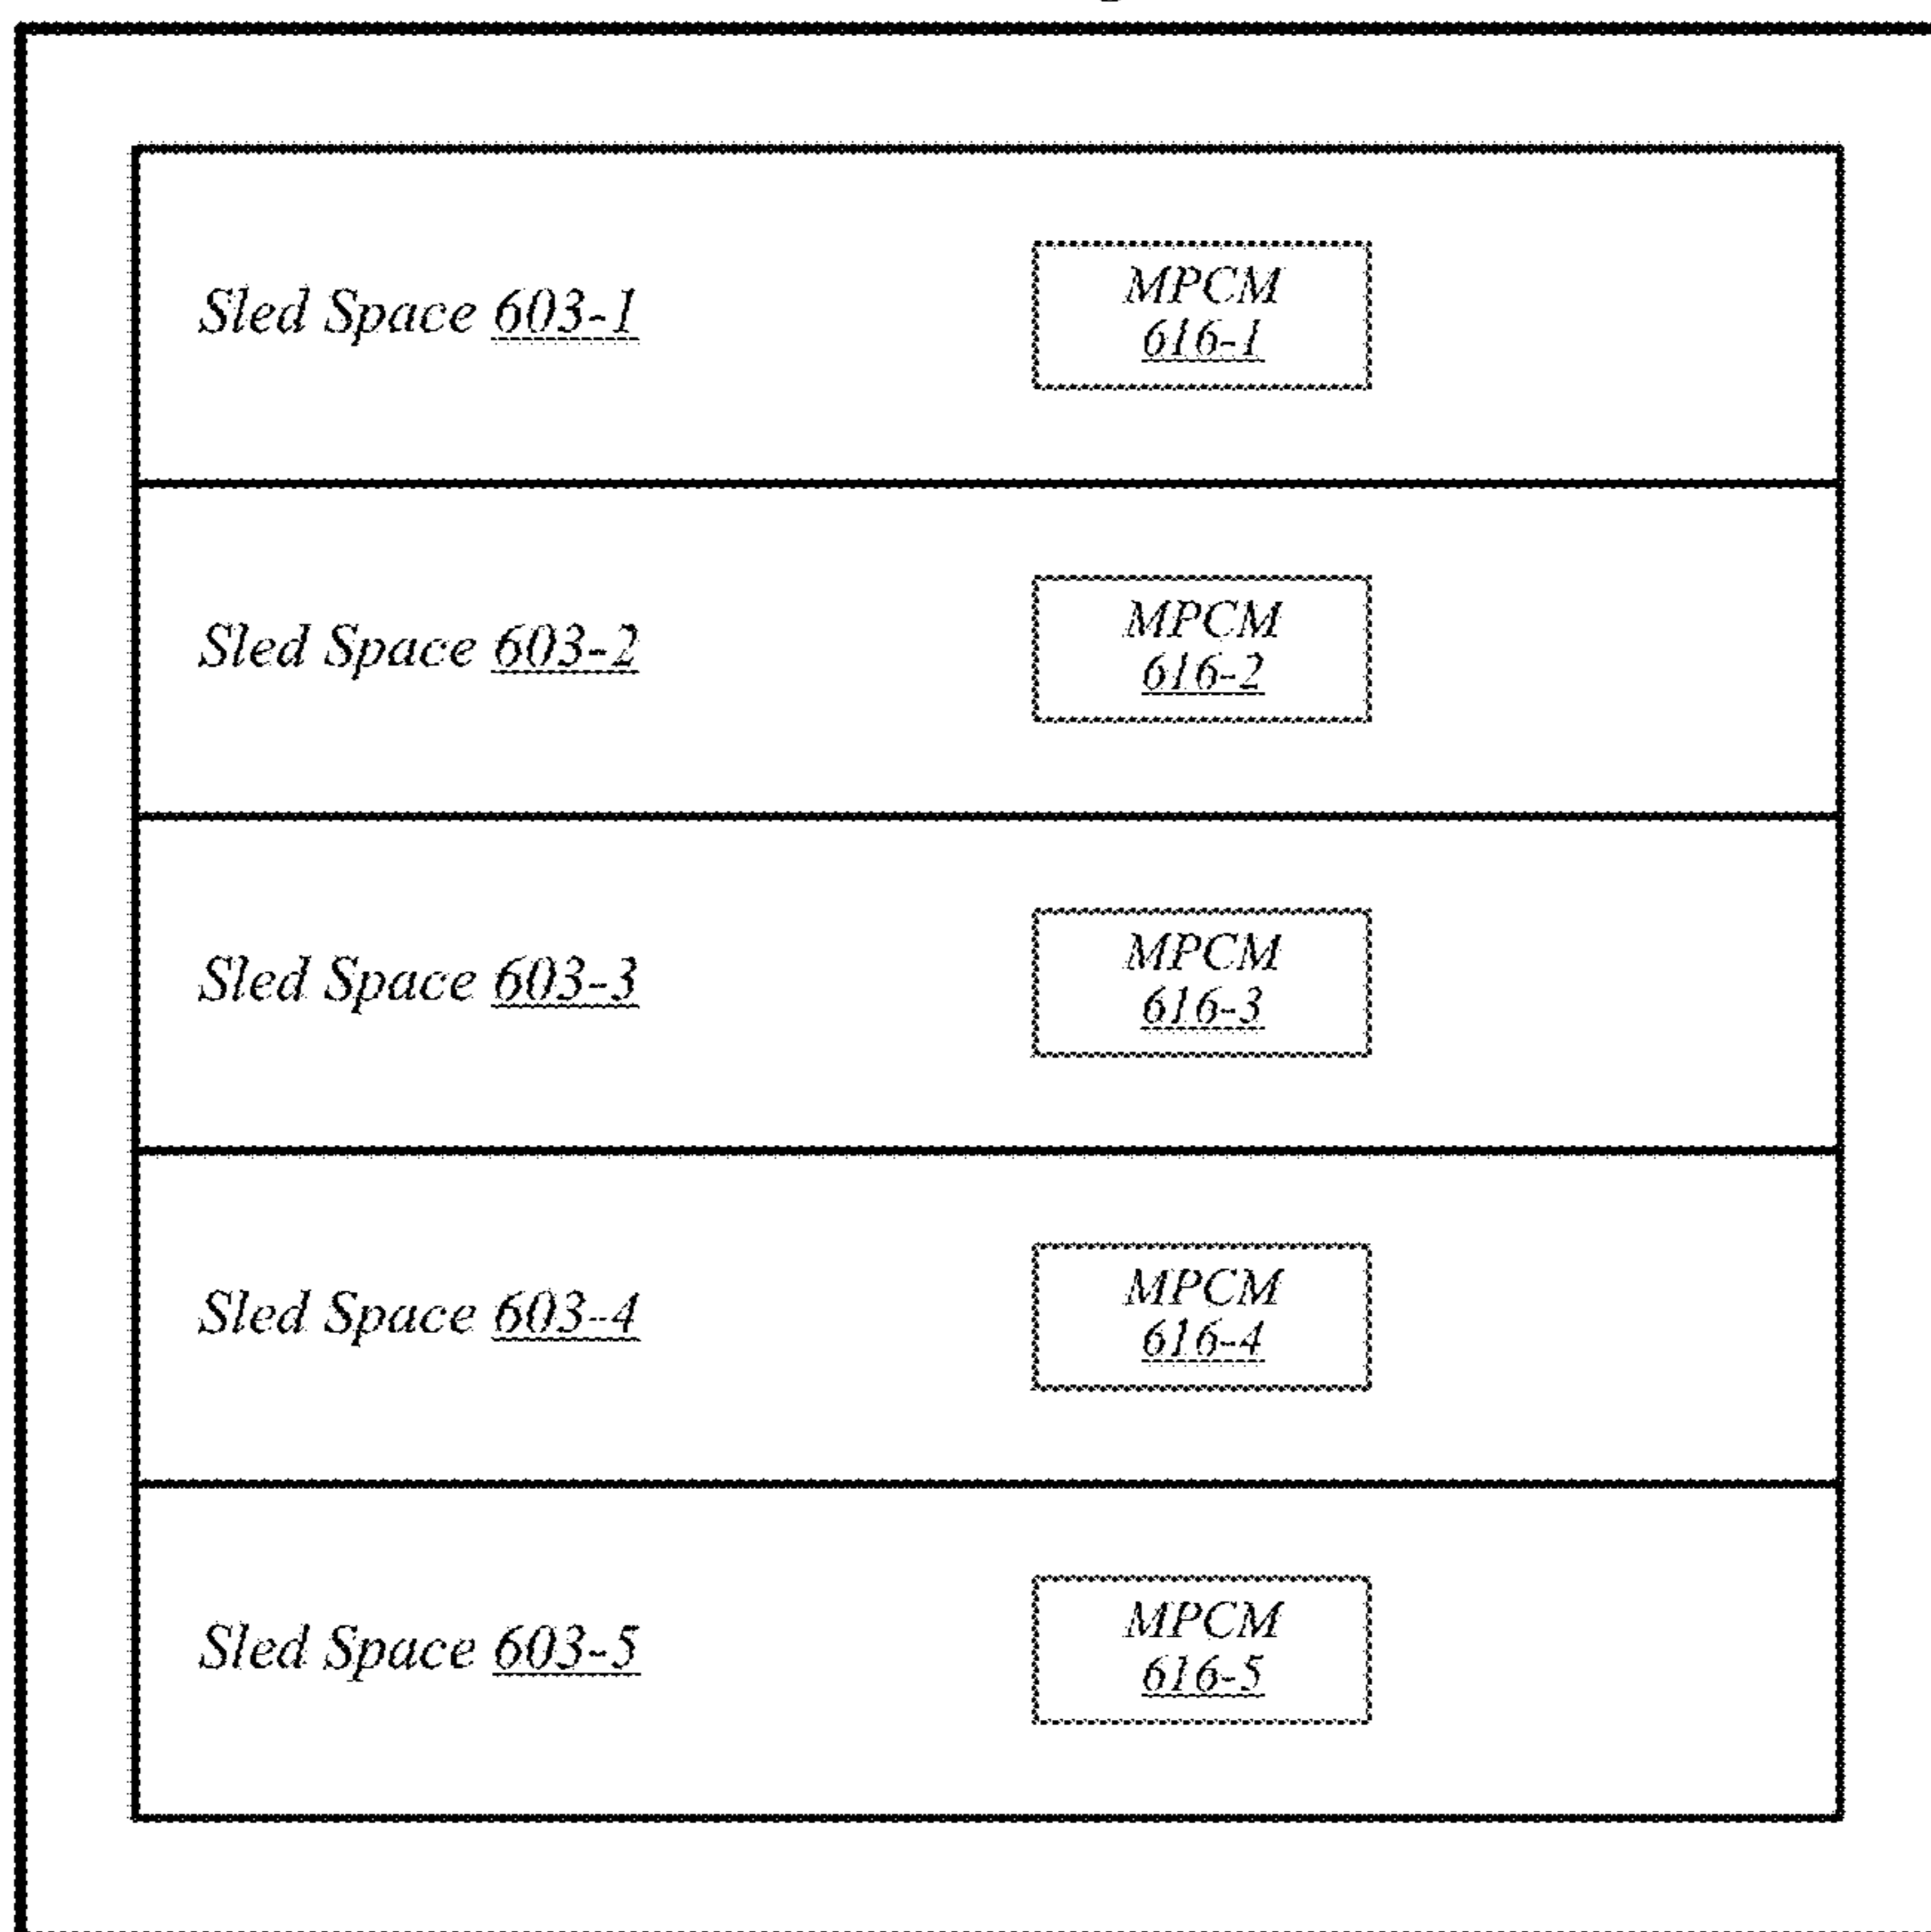 Sled Space 603-1
MPCM
616-1
Sled Space 603-2
MPCM
616-2
Sled Space 603-3
MPCM
616-3
Sled Space 603-4
MPCM
616-4
Sled Space 603-5
MPCM
616-5